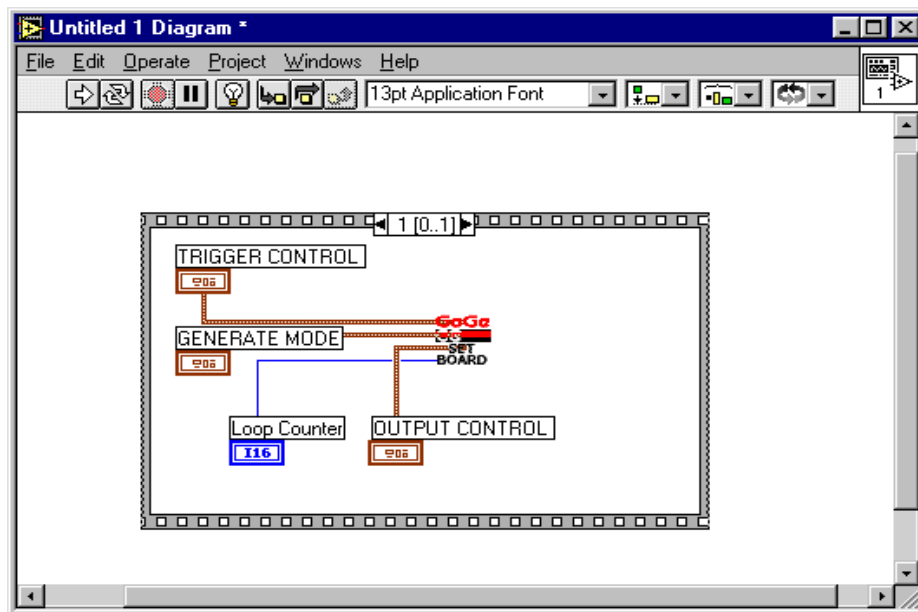 Untitled 1 Diagram *
File Edit Operate Project Windows Help
13pt Application Font
1
1 [0..1]
TRIGGER CONTROL
GoGe
GENERATE MODE
SET
BOARD
Loop Counter
OUTPUT CONTROL
I16